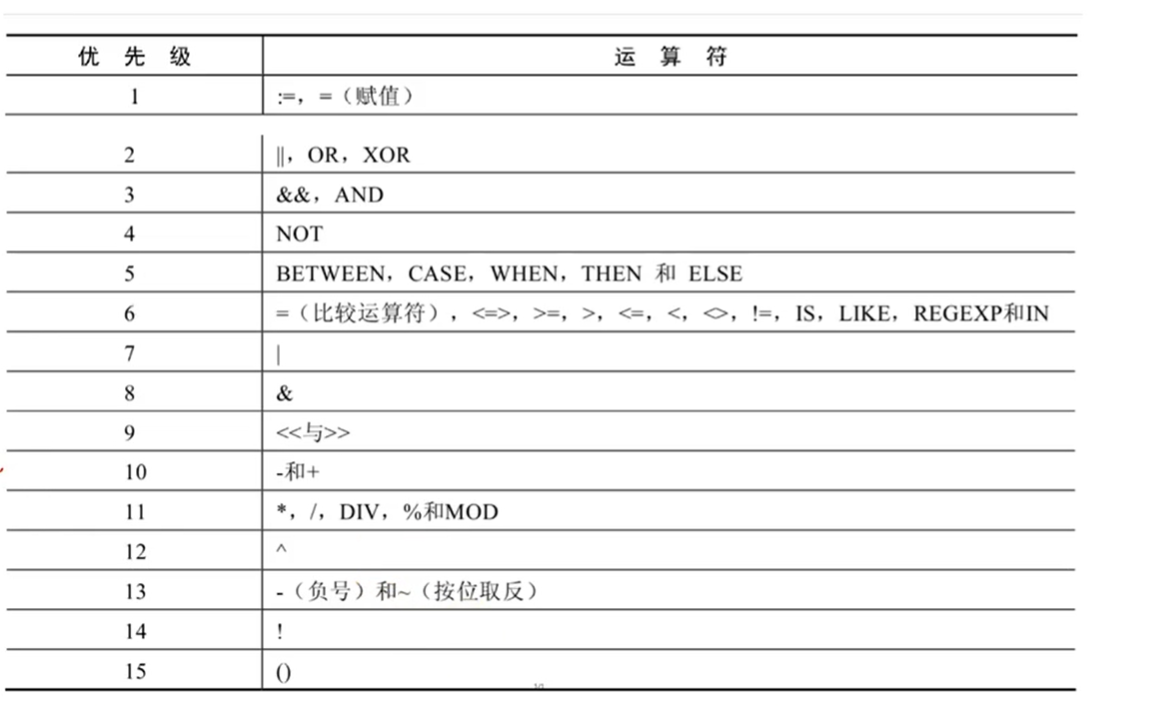 优 先 级 运 算 符
1 :=，=（赋值）
2 ||，OR，XOR
3 &&，AND
4 NOT
5 BETWEEN，CASE，WHEN，THEN 和 ELSE
6 =（比较运算符），<=>，>=，>，<=，<，<>，!=，IS，LIKE，REGEXP和IN
7 |
8 &
9 <<与>>
10 -和+
11 *，/，DIV，%和MOD
12 ^
13 -（负号）和~（按位取反）
14 !
15 ()